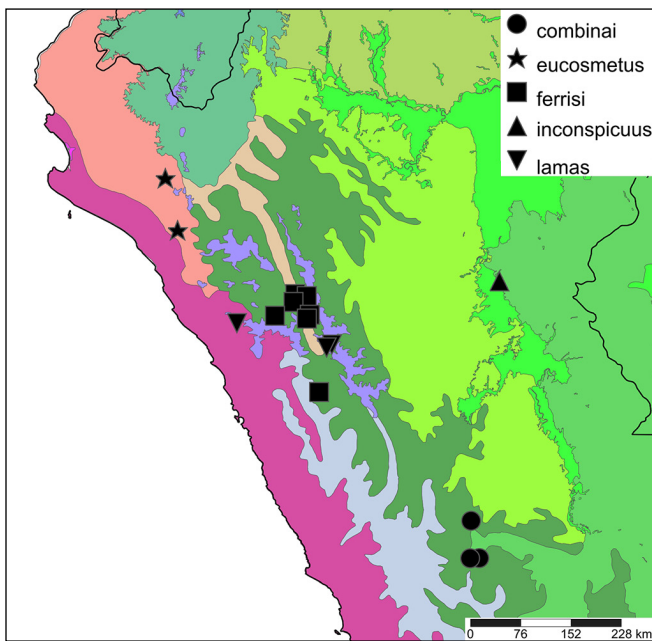 combinai
eucosmetus
ferrisi
inconspicuus
lamas
0 76 152 228 km